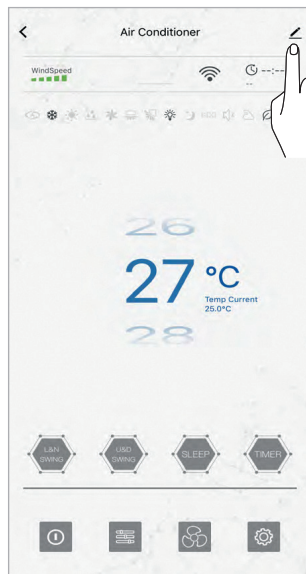 Air Conditioner
WindSpeed
--:--
--
26
27 °C
Temp Current
25.0°C
28
L&N
SWING
U&D
SWING
SLEEP
TIMER